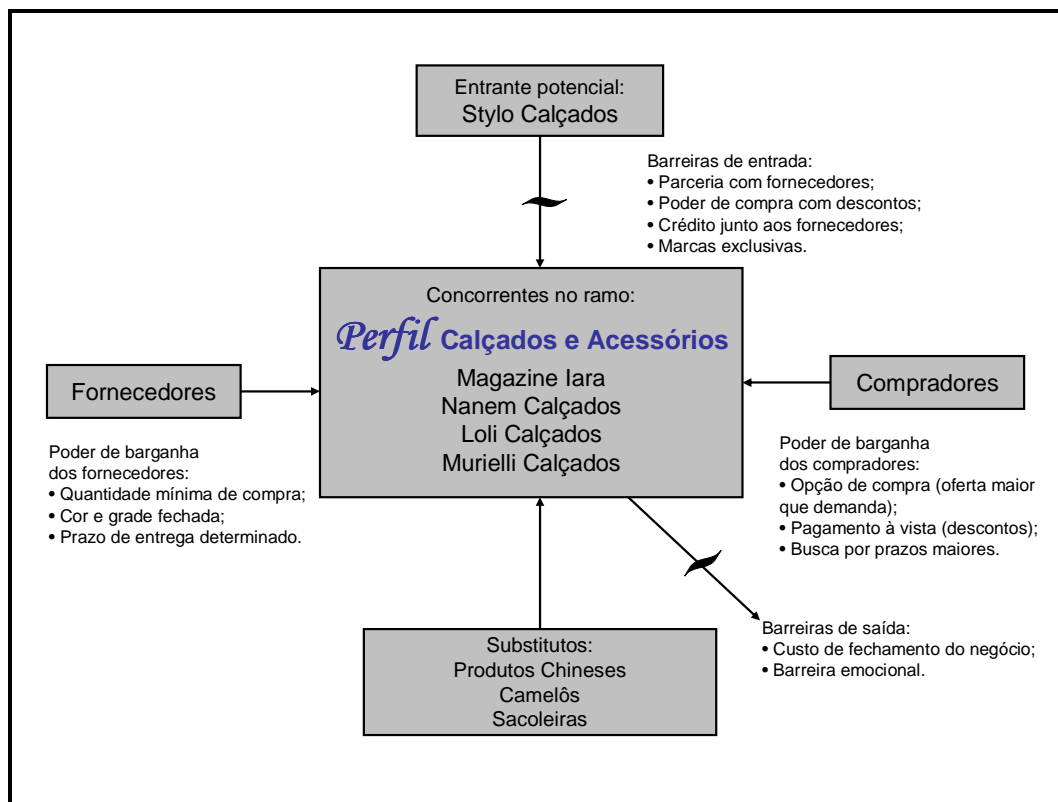 Entrante potencial:
Stylo Calçados
Barreiras de entrada:
• Parceria com fornecedores;
• Poder de compra com descontos;
• Crédito junto aos fornecedores;
• Marcas exclusivas.
Concorrentes no ramo:
Perfil Calçados e Acessórios
Magazine Iara
Nanem Calçados
Loli Calçados
Murielli Calçados
Fornecedores
Poder de barganha
dos fornecedores:
• Quantidade mínima de compra;
• Cor e grade fechada;
• Prazo de entrega determinado.
Compradores
Poder de barganha
dos compradores:
• Opção de compra (oferta maior
que demanda);
• Pagamento à vista (descontos);
• Busca por prazos maiores.
Barreiras de saída:
• Custo de fechamento do negócio;
• Barreira emocional.
Substitutos:
Produtos Chineses
Camelôs
Sacoleiras